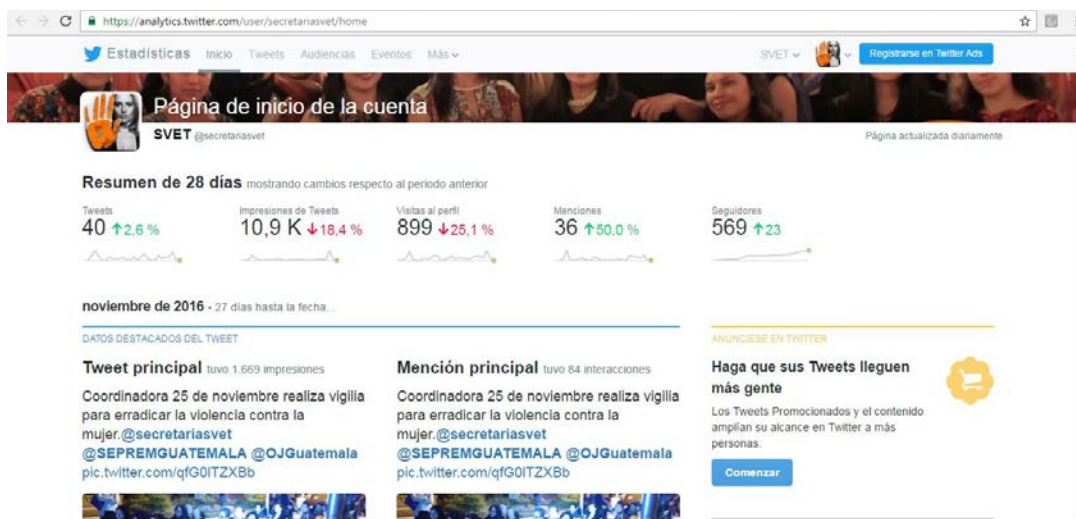 https://analytics.twitter.com/user/secretariasvet/home
Estadísticas Inicio Tweets Audiencias Eventos Más
SVET
Registrarse en Twitter Ads
Página de inicio de la cuenta
SVET @secretariasvet
Página actualizada diariamente
Resumen de 28 días mostrando cambios respecto al periodo anterior
Tweets
40 ↑2,6 %
Impresiones de Tweets
10,9 K ↓18,4 %
Visitas al perfil
899 ↓25,1 %
Menciones
36 ↑50,0 %
Seguidores
569 ↑23
noviembre de 2016 • 27 días hasta la fecha...
DATOS DESTACADOS DEL TWEET
Tweet principal tuvo 1.669 impresiones
Coordinadora 25 de noviembre realiza vigilia
para erradicar la violencia contra la
mujer.@secretariasvet
@SEPREMGUATEMALA @OJGuatemala
pic.twitter.com/qfG0ITZXBb
Mención principal tuvo 84 interacciones
Coordinadora 25 de noviembre realiza vigilia
para erradicar la violencia contra la
mujer.@secretariasvet
@SEPREMGUATEMALA @OJGuatemala
pic.twitter.com/qfG0ITZXBb
ANÚNCIESE EN TWITTER
Haga que sus Tweets lleguen
más gente
Los Tweets Promocionados y el contenido
amplían su alcance en Twitter a más
personas.
Comenzar